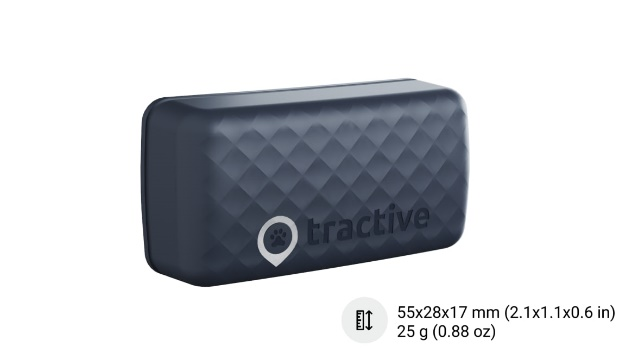 tractive
55x28x17 mm (2.1x1.1x0.6 in)
25 g (0.88 oz)